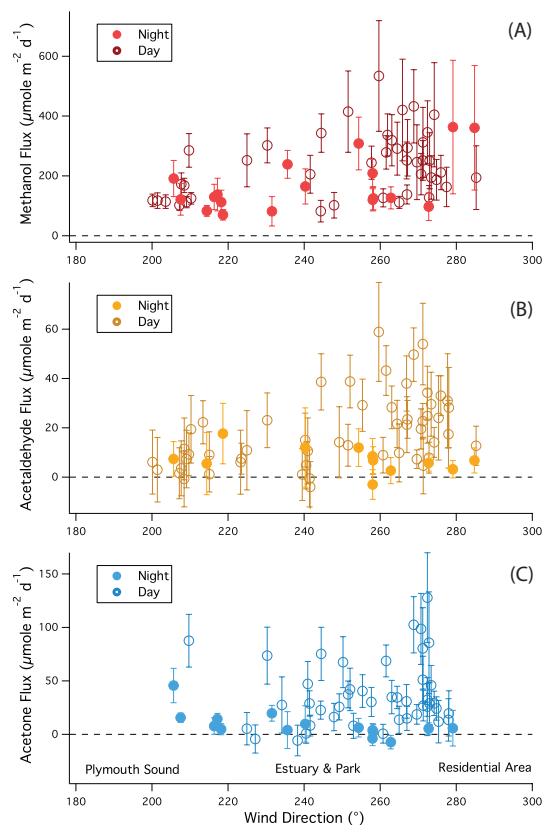 (A)
Night
Day
Methanol Flux (µmole m-2 d-1)
600
400
200
0
180 200 220 240 260 280 300
(B)
Night
Day
Acetaldehyde Flux (µmole m-2 d-1)
60
40
20
0
180 200 220 240 260 280 300
(C)
Night
Day
Acetone Flux (µmole m-2 d-1)
150
100
50
0
Plymouth Sound Estuary & Park Residential Area
180 200 220 240 260 280 300
Wind Direction (°)